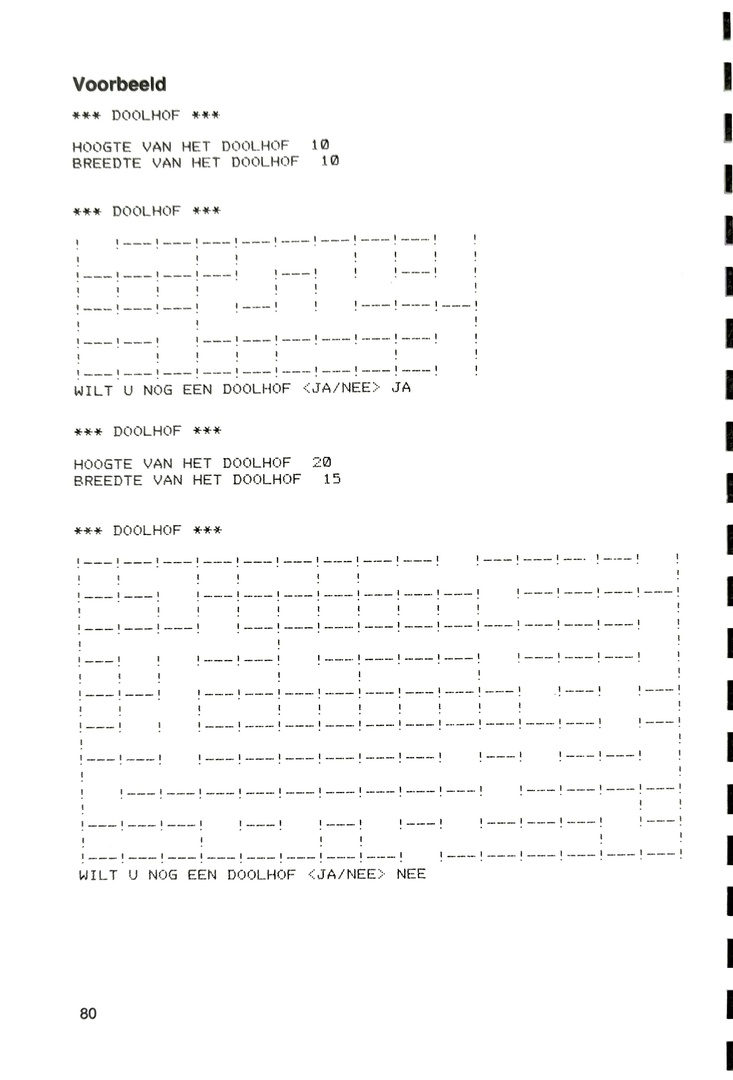 Voorbeeld
*** DOOLHOF ***
HOOGTE VAN HET DOOLHOF  10
BREEDTE VAN HET DOOLHOF  10
*** DOOLHOF ***
!   !---!---!---!---!---!---!---!---!   !
!           !   !           !   !   !   !
!---!---!---!---!   !---!   !   !---!   !
!   !   !   !       !   !               !
!---!---!---!   !---!   !   !---!---!---!
!           !                           !
!---!---!   !---!---!---!---!---!---!   !
!       !   !   !   !           !       !
!---!---!---!---!---!---!---!---!---!   !
WILT U NOG EEN DOOLHOF <JA/NEE> JA
*** DOOLHOF ***
HOOGTE VAN HET DOOLHOF  20
BREEDTE VAN HET DOOLHOF  15
*** DOOLHOF ***
!---!---!---!---!---!---!---!---!---!   !---!---!---!---!   !
!   !       !   !       !   !                               !
!---!---!   !---!---!---!---!---!---!---!   !---!---!---!---!
!   !       !   !   !   !   !   !   !   !                   !
!---!---!---!   !---!---!---!---!---!---!---!---!---!---!   !
!                   !                                       !
!---!   !   !---!---!   !---!---!---!---!   !---!---!---!   !
!   !   !           !       !           !                   !
!---!---!   !---!---!---!---!---!---!---!---!   !---!   !---!
!   !       !   !   !   !   !   !   !   !   !               !
!---!   !   !---!---!---!---!---!---!---!---!---!---!   !---!
!                                                           !
!---!---!   !---!---!---!---!---!---!   !---!   !---!---!   !
!                                                           !
!   !---!---!---!---!---!---!---!---!---!   !---!---!---!---!
!                                                       !   !
!---!---!---!   !---!   !---!   !---!   !---!---!---!   !---!
!           !           !   !                       !       !
!---!---!---!---!---!---!---!---!   !---!---!---!---!---!---!
WILT U NOG EEN DOOLHOF <JA/NEE> NEE
80